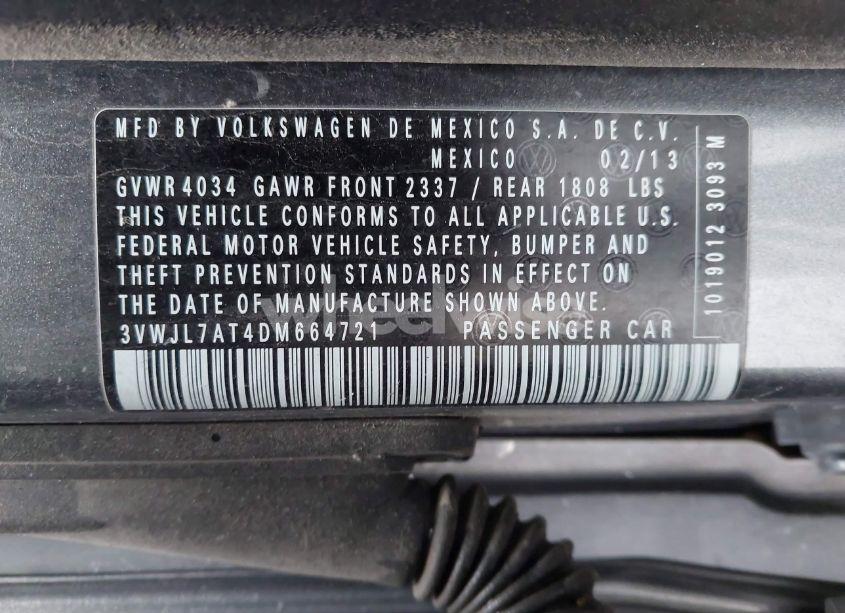 MFD BY VOLKSWAGEN DE MEXICO S.A. DE C.V.
MEXICO 02/13
GVWR 4034 GAWR FRONT 2337 / REAR 1808 LBS
THIS VEHICLE CONFORMS TO ALL APPLICABLE U.S.
FEDERAL MOTOR VEHICLE SAFETY, BUMPER AND
THEFT PREVENTION STANDARDS IN EFFECT ON
THE DATE OF MANUFACTURE SHOWN ABOVE.
3VWJL7AT4DM664721 PASSENGER CAR
1019012 3093 M